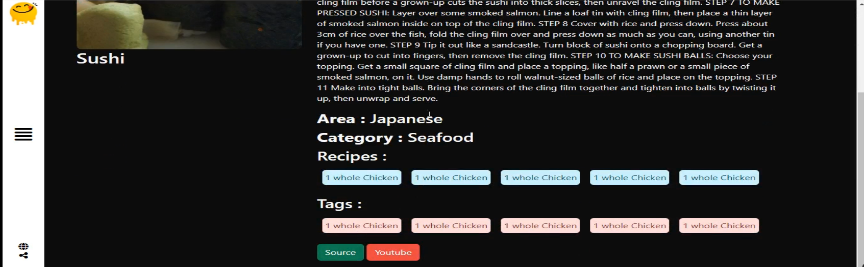 cling film before a grown-up cuts the sushi into thick slices, then unravel the cling film. STEP 7 TO MAKE
PRESSED SUSHI: Layer over some smoked salmon. Line a loaf tin with cling film, then place a thin layer
of smoked salmon inside on top of the cling film. STEP 8 Cover with rice and press down. Press about
3cm of rice over the fish, fold the cling film over and press down as much as you can, using another tin
if you have one. STEP 9 Tip it out like a sandcastle. Turn block of sushi onto a chopping board. Get a
grown-up to cut into fingers, then remove the cling film. STEP 10 TO MAKE SUSHI BALLS: Choose your
topping. Get a small square of cling film and place a topping, like half a prawn or a small piece of
smoked salmon, on it. Use damp hands to roll walnut-sized balls of rice and place on the topping. STEP
11 Make into tight balls. Bring the corners of the cling film together and tighten into balls by twisting it
up, then unwrap and serve.
Sushi
Area : Japanese
Category : Seafood
Recipes :
1 whole Chicken 1 whole Chicken 1 whole Chicken 1 whole Chicken 1 whole Chicken
Tags :
1 whole Chicken 1 whole Chicken 1 whole Chicken 1 whole Chicken 1 whole Chicken
Source Youtube